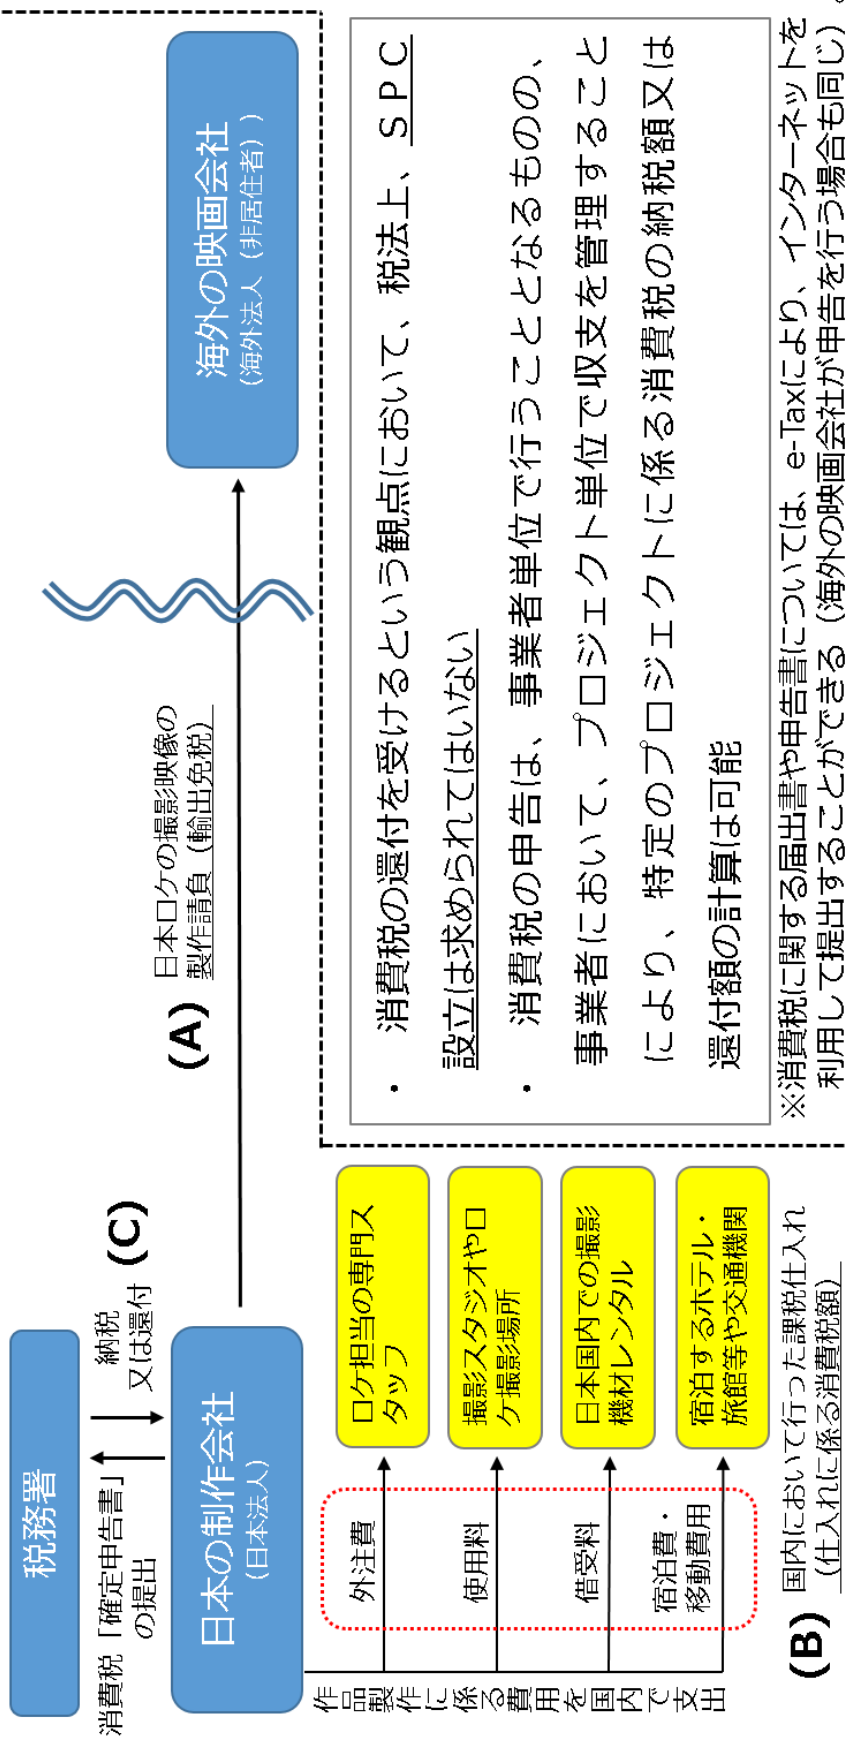 税務署
消費税「確定申告書」
の提出
納税
又は還付
(C)
日本の制作会社
(日本法人)
(A)
日本ロケの撮影映像の
製作請負（輸出免税）
海外の映画会社
(海外法人（非居住者）)
作品製作に係る費用を国内で支出
外注費
ロケ担当の専門ス
タッフ
使用料
撮影スタジオやロ
ケ撮影場所
借受料
日本国内での撮影
機材レンタル
宿泊費・
移動費用
宿泊するホテル・
旅館等や交通機関
(B)
国内において行った課税仕入れ
（仕入れに係る消費税額）
• 消費税の還付を受けるという観点において、税法上、ＳＰＣ
設立は求められてはいない
• 消費税の申告は、事業者単位で行うこととなるものの、
事業者において、プロジェクト単位で収支を管理すること
により、特定のプロジェクトに係る消費税の納税額又は
還付額の計算は可能
※消費税に関する届出書や申告書については、e-Taxにより、インターネットを
利用して提出することができる（海外の映画会社が申告を行う場合も同じ）。